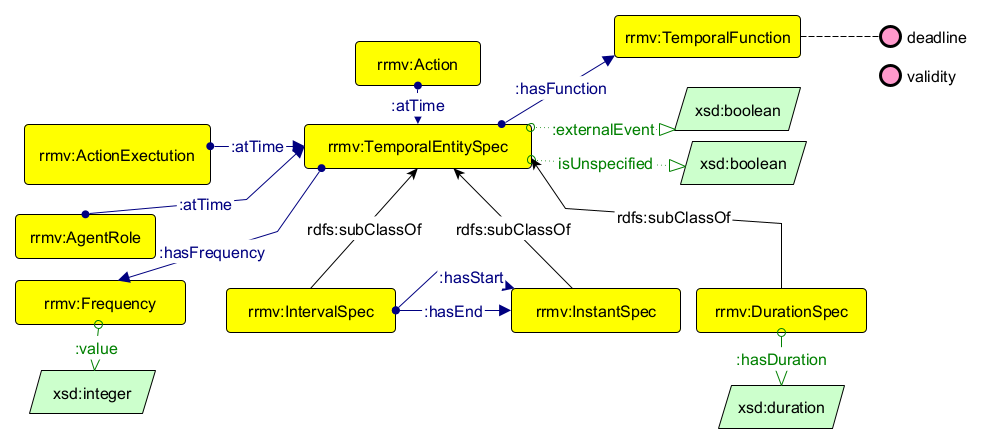 rrmv:TemporalFunction
deadline
rrmv:Action
validity
:hasFunction
:atTime
xsd:boolean
:externalEvent
rrmv:ActionExectution
:atTime
rrmv:TemporalEntitySpec
isUnspecified
xsd:boolean
:atTime
rdfs:subClassOf
rdfs:subClassOf
rdfs:subClassOf
rrmv:AgentRole
:hasFrequency
:hasStart
rrmv:Frequency
rrmv:IntervalSpec
:hasEnd
rrmv:InstantSpec
rrmv:DurationSpec
:value
:hasDuration
xsd:integer
xsd:duration